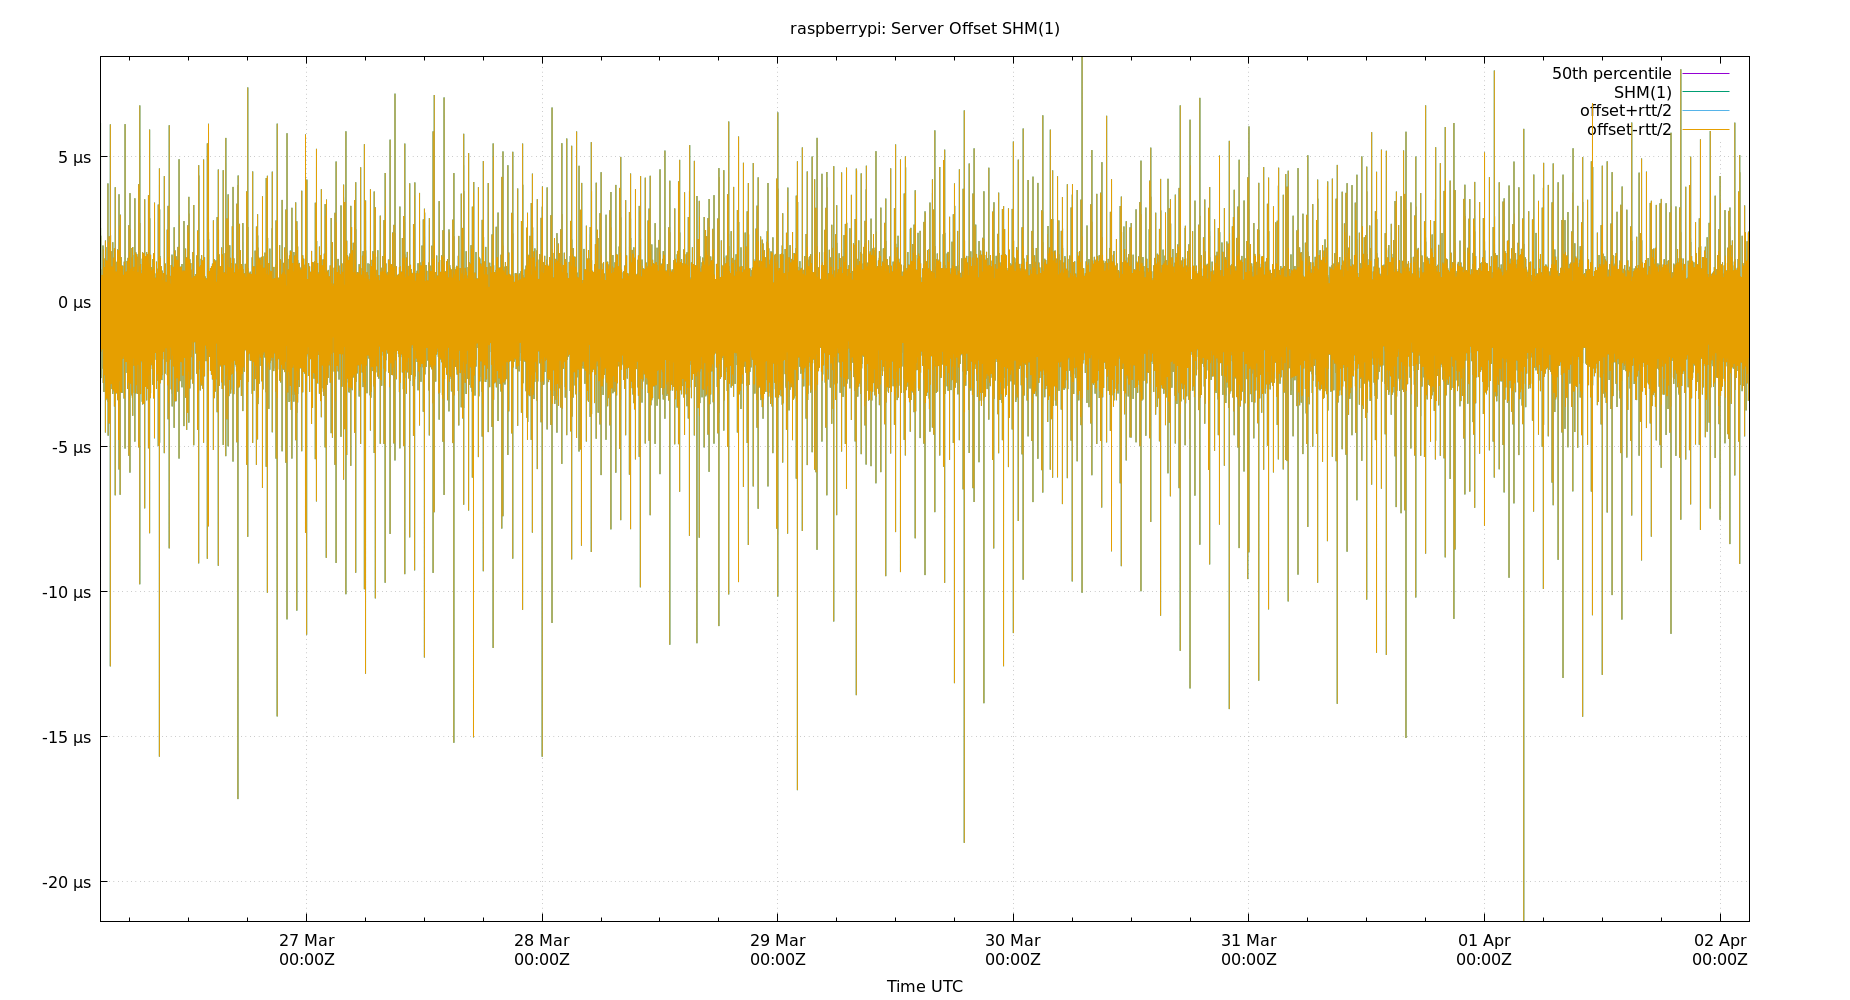 raspberrypi: Server Offset SHM(1)
50th percentile
SHM(1)
offset+rtt/2
offset-rtt/2
5 µs
0 µs
-5 µs
-10 µs
-15 µs
-20 µs
27 Mar
00:00Z
28 Mar
00:00Z
29 Mar
00:00Z
30 Mar
00:00Z
31 Mar
00:00Z
01 Apr
00:00Z
02 Apr
00:00Z
Time UTC